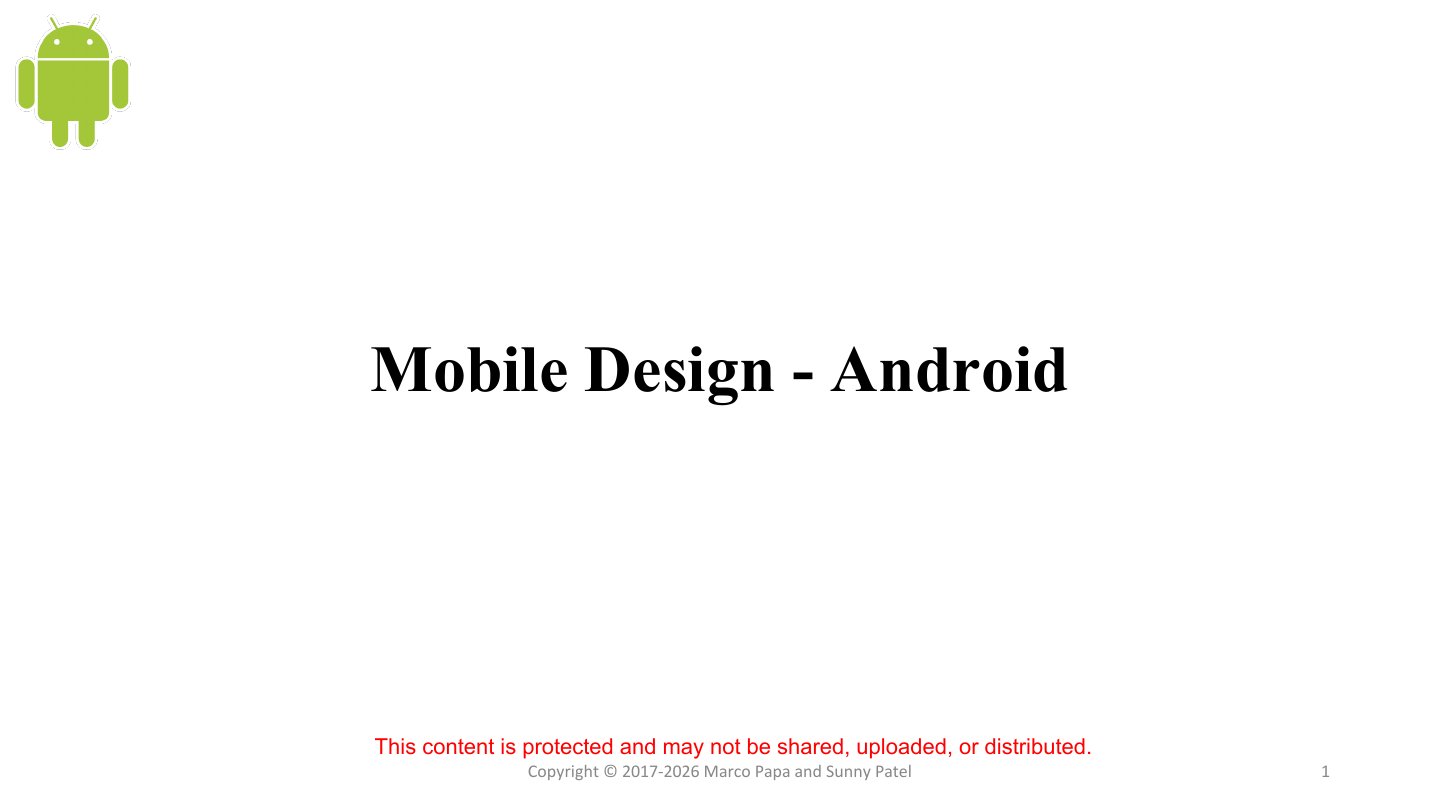 Mobile Design - Android
This content is protected and may not be shared, uploaded, or distributed.
Copyright © 2017-2026 Marco Papa and Sunny Patel
1